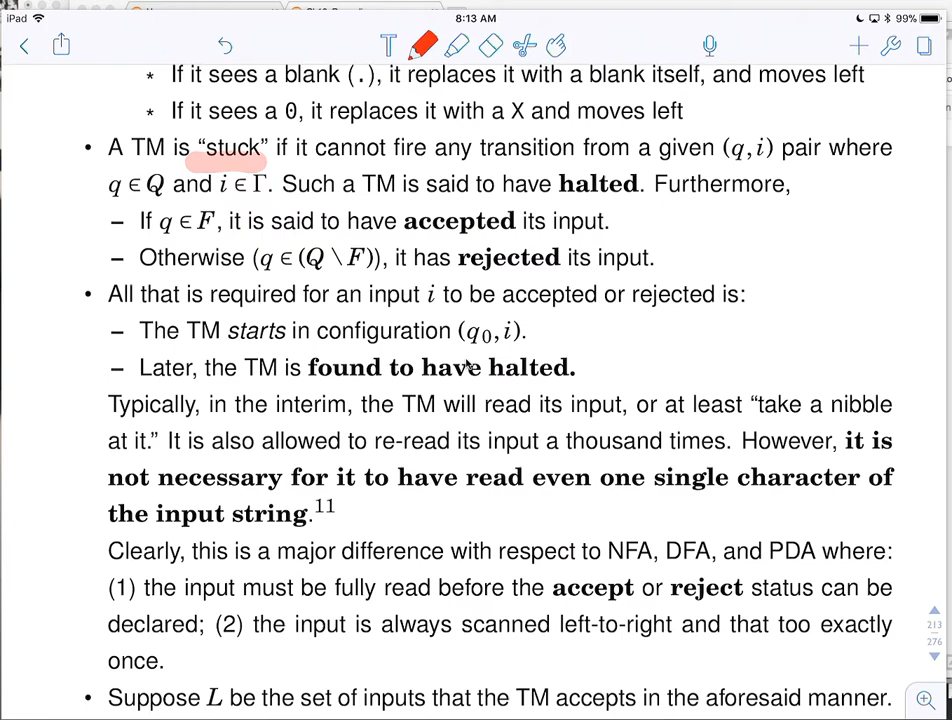 iPad 8:13 AM 99%
T
* If it sees a blank (.), it replaces it with a blank itself, and moves left
* If it sees a 0, it replaces it with a X and moves left
• A TM is “stuck” if it cannot fire any transition from a given (q,i) pair where
q ∈ Q and i ∈ Γ. Such a TM is said to have halted. Furthermore,
– If q ∈ F, it is said to have accepted its input.
– Otherwise (q ∈ (Q \ F)), it has rejected its input.
• All that is required for an input i to be accepted or rejected is:
– The TM starts in configuration (q₀,i).
– Later, the TM is found to have halted.
Typically, in the interim, the TM will read its input, or at least “take a nibble
at it.” It is also allowed to re-read its input a thousand times. However, it is
not necessary for it to have read even one single character of
the input string.¹¹
Clearly, this is a major difference with respect to NFA, DFA, and PDA where:
(1) the input must be fully read before the accept or reject status can be
declared; (2) the input is always scanned left-to-right and that too exactly
once.
• Suppose L be the set of inputs that the TM accepts in the aforesaid manner.
213
276